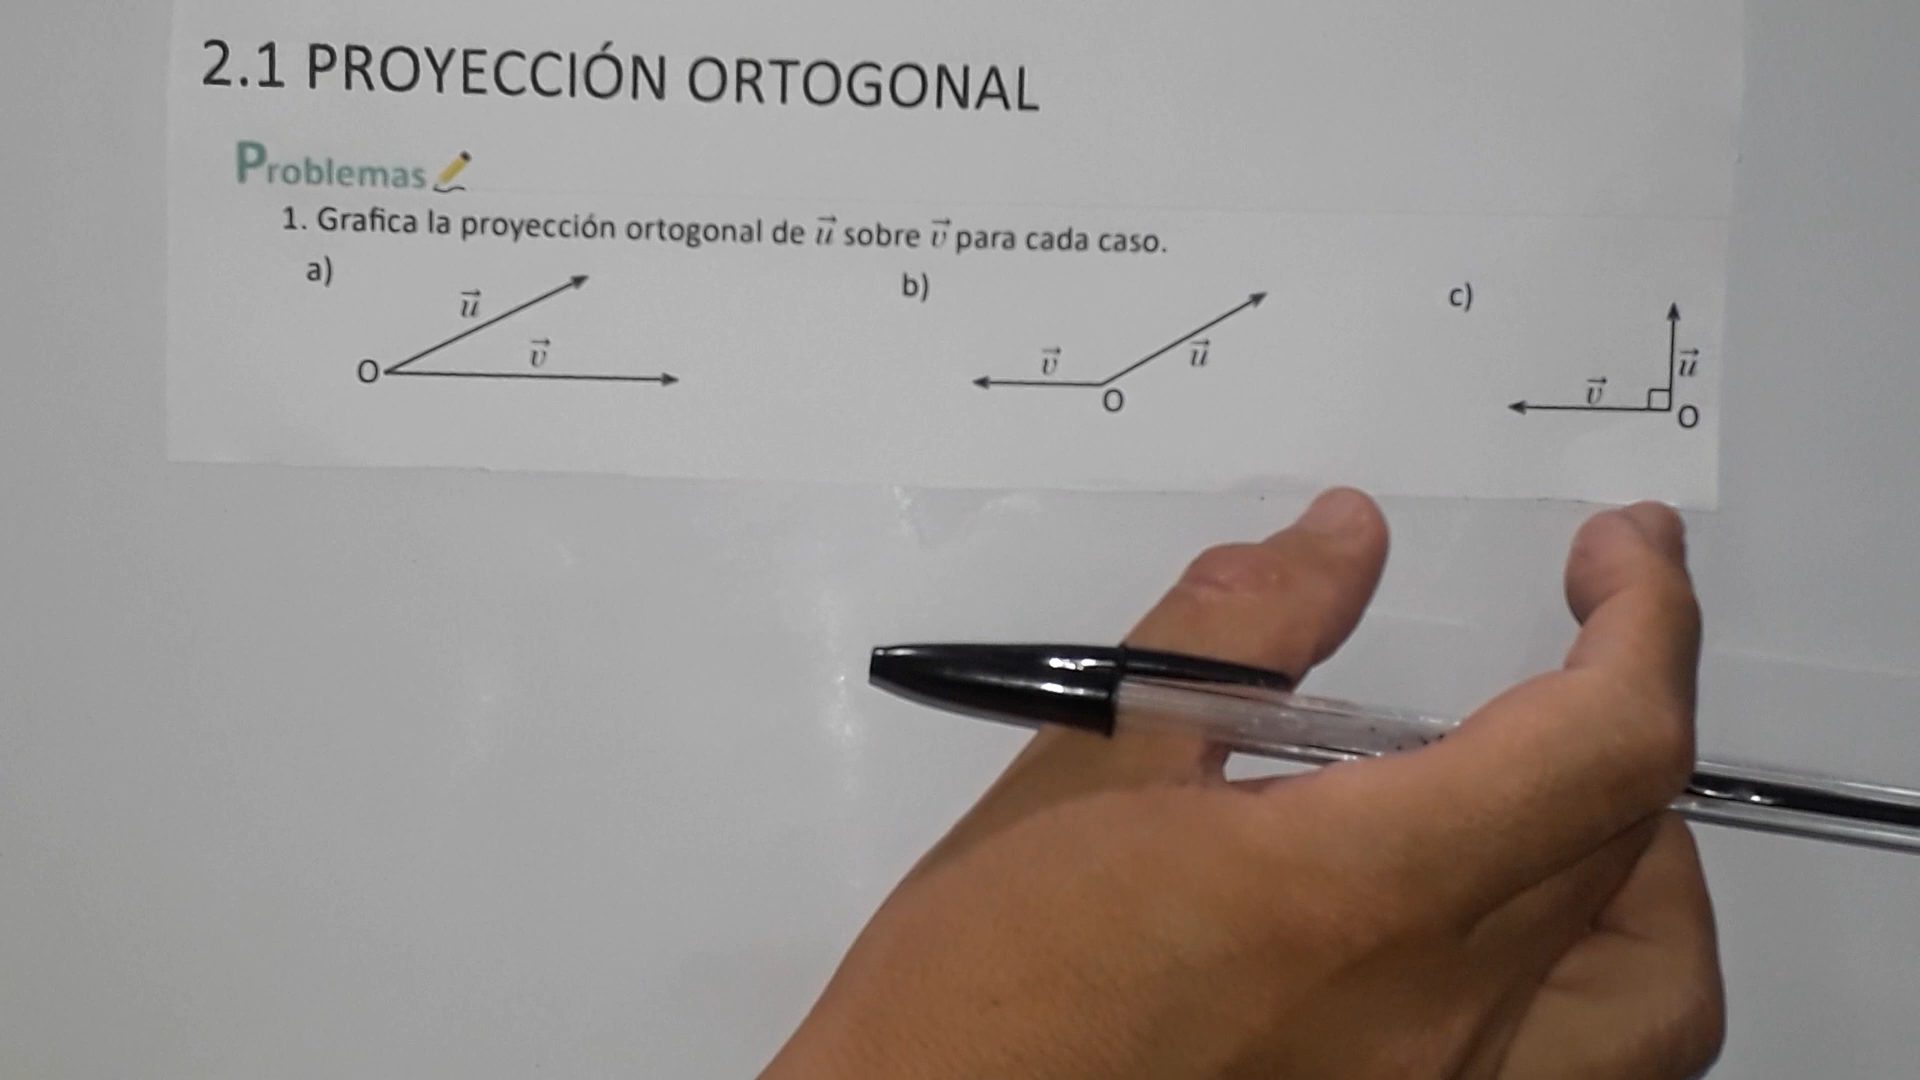 2.1 PROYECCIÓN ORTOGONAL
Problemas
1. Grafica la proyección ortogonal de u⃗ sobre v⃗ para cada caso.
a) b) c)
u⃗ v⃗ O
v⃗ u⃗ O
v⃗ u⃗ O